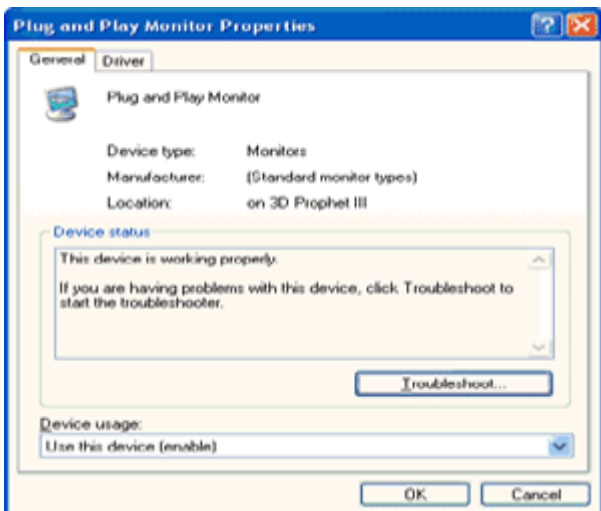 Plug and Play Monitor Properties
General Driver
Plug and Play Monitor
Device type: Monitors
Manufacturer: (Standard monitor types)
Location: on 3D Prophet III
Device status
This device is working properly.
If you are having problems with this device, click Troubleshoot to
start the troubleshooter.
Troubleshoot...
Device usage:
Use this device (enable)
OK Cancel